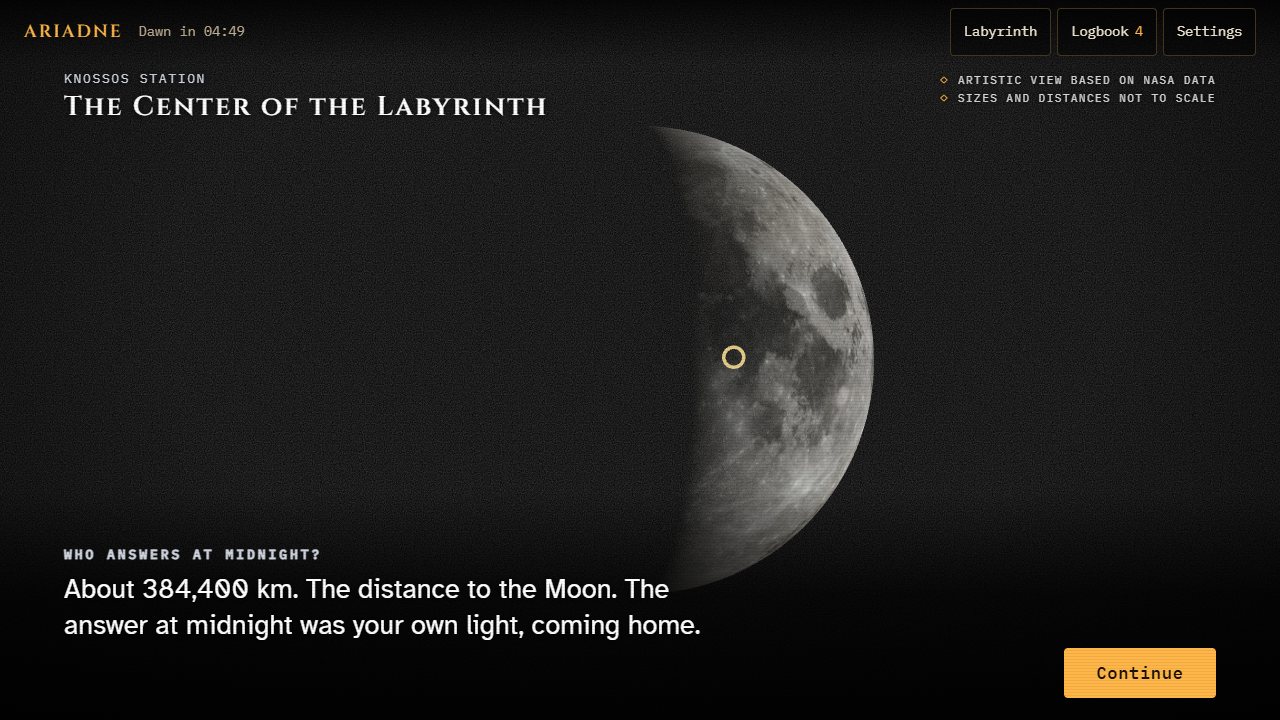 ARIADNE Dawn in 04:49 Labyrinth Logbook 4 Settings
KNOSSOS STATION
The Center of the Labyrinth
◇ ARTISTIC VIEW BASED ON NASA DATA
◇ SIZES AND DISTANCES NOT TO SCALE
WHO ANSWERS AT MIDNIGHT?
About 384,400 km. The distance to the Moon. The
answer at midnight was your own light, coming home.
Continue